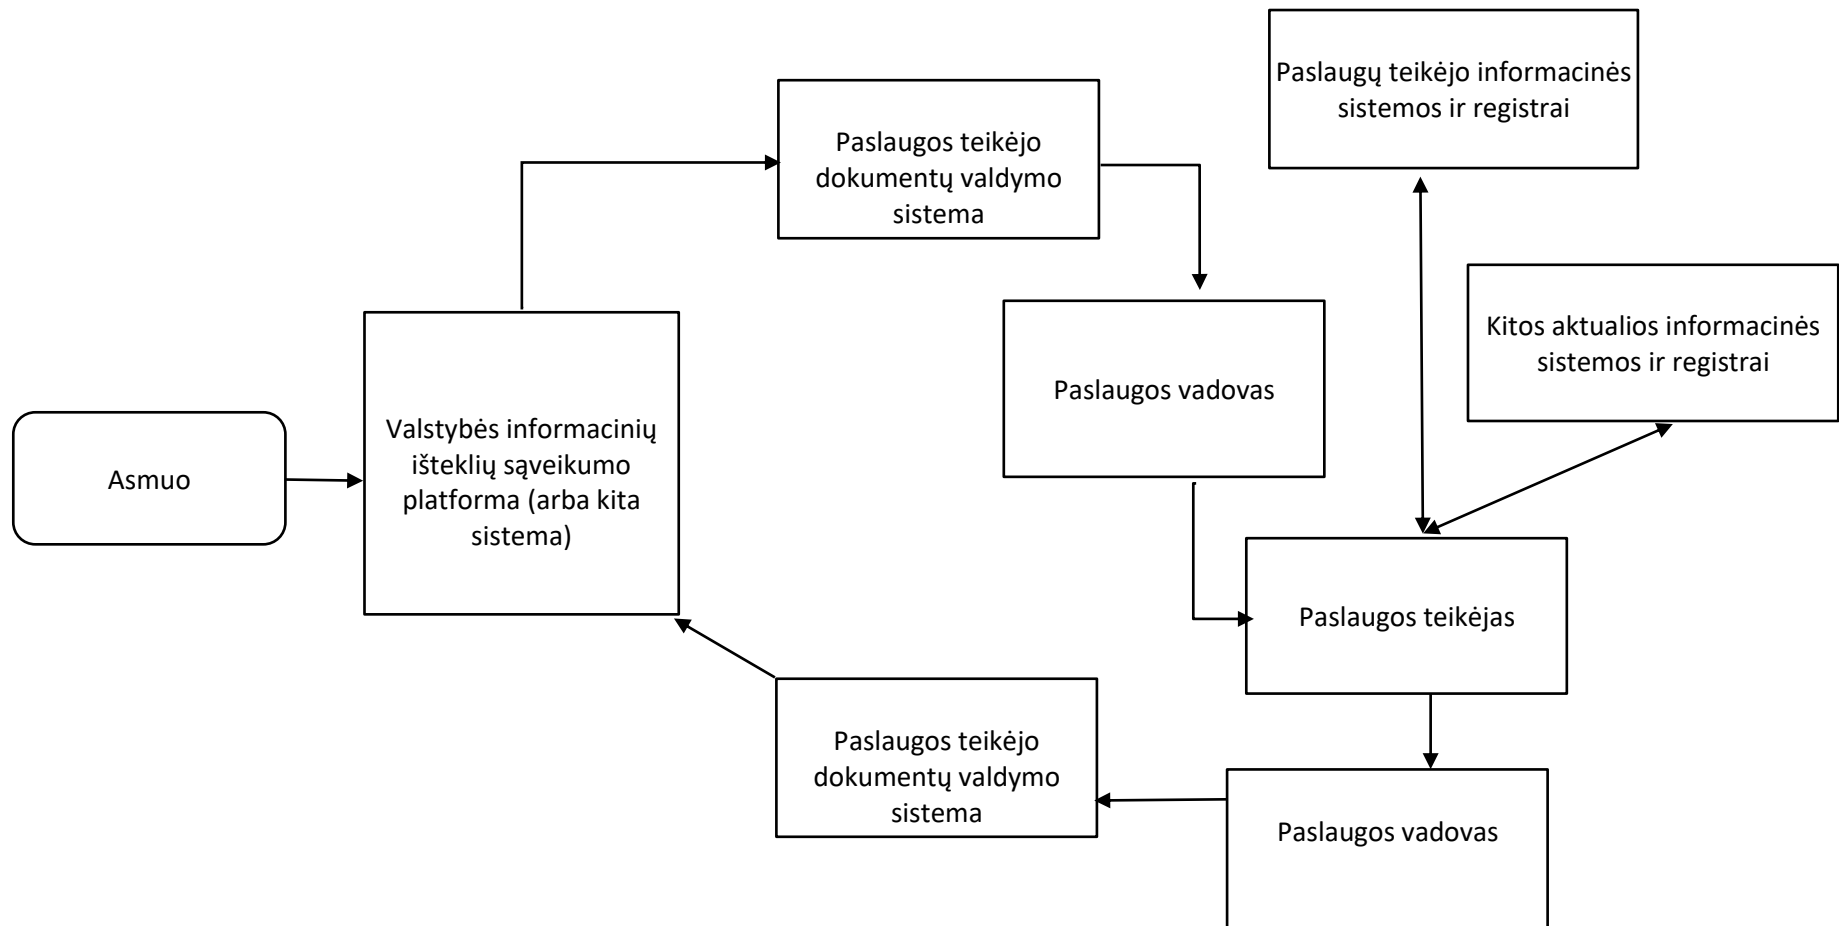 Paslaugų teikėjo informacinės
sistemos ir registrai
Paslaugos teikėjo
dokumentų valdymo
sistema
Kitos aktualios informacinės
sistemos ir registrai
Paslaugos vadovas
Valstybės informacinių
išteklių sąveikumo
platforma (arba kita
sistema)
Asmuo
Paslaugos teikėjas
Paslaugos teikėjo
dokumentų valdymo
sistema
Paslaugos vadovas